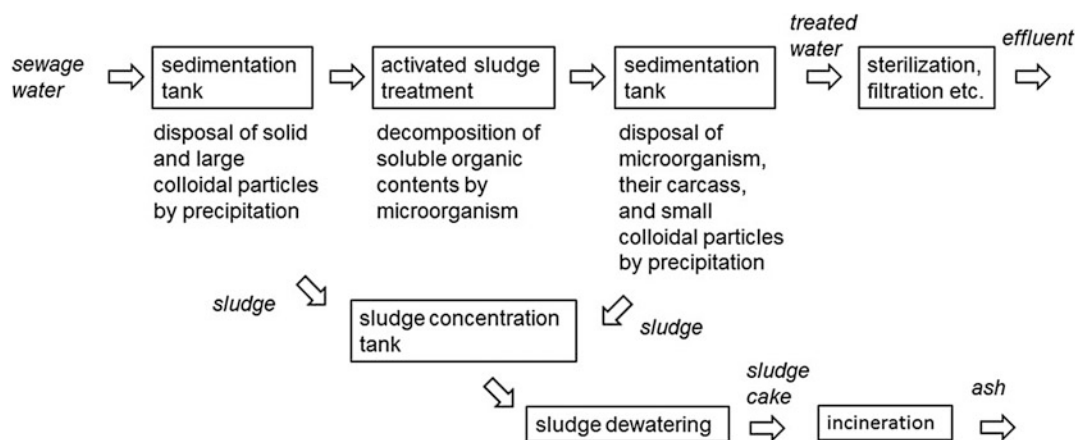 sewage
water
sedimentation
tank
disposal of solid
and large
colloidal particles
by precipitation
activated sludge
treatment
decomposition of
soluble organic
contents by
microorganism
sedimentation
tank
disposal of
microorganism,
their carcass,
and small
colloidal particles
by precipitation
treated
water
sterilization,
filtration etc.
effluent
sludge
sludge concentration
tank
sludge
sludge dewatering
sludge
cake
incineration
ash